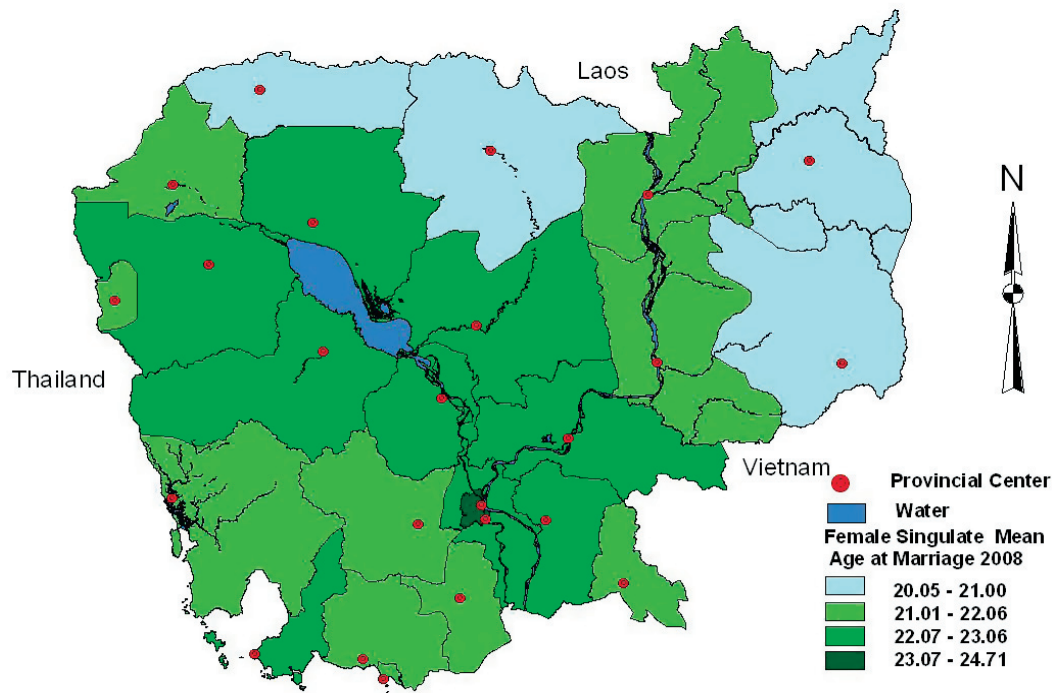 Laos
N
Thailand
Vietnam
Provincial Center
Water
Female Singulate Mean
Age at Marriage 2008
20.05 - 21.00
21.01 - 22.06
22.07 - 23.06
23.07 - 24.71